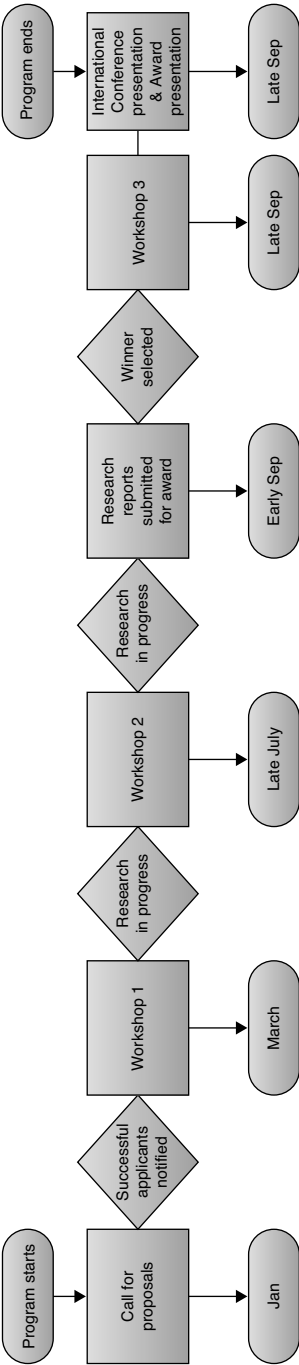 Program starts
Call for
proposals
Jan
Successful
applicants
notified
Workshop 1
March
Research
in progress
Workshop 2
Late July
Research
in progress
Research
reports
submitted
for award
Early Sep
Winner
selected
Workshop 3
Late Sep
Program ends
International
Conference
presentation
& Award
presentation
Late Sep